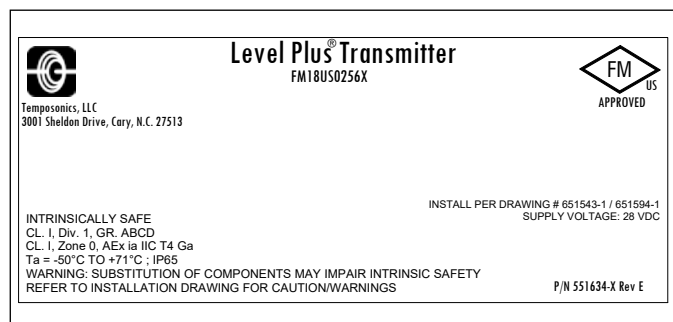 Level Plus® Transmitter
FM18US0256X
FM
US
APPROVED
Temposonics, LLC
3001 Sheldon Drive, Cary, N.C. 27513
INSTALL PER DRAWING # 651543-1 / 651594-1
SUPPLY VOLTAGE: 28 VDC
INTRINSICALLY SAFE
CL. I, Div. 1, GR. ABCD
CL. I, Zone 0, AEx ia IIC T4 Ga
Ta = -50°C TO +71°C ; IP65
WARNING: SUBSTITUTION OF COMPONENTS MAY IMPAIR INTRINSIC SAFETY
REFER TO INSTALLATION DRAWING FOR CAUTION/WARNINGS
P/N 551634-X Rev E